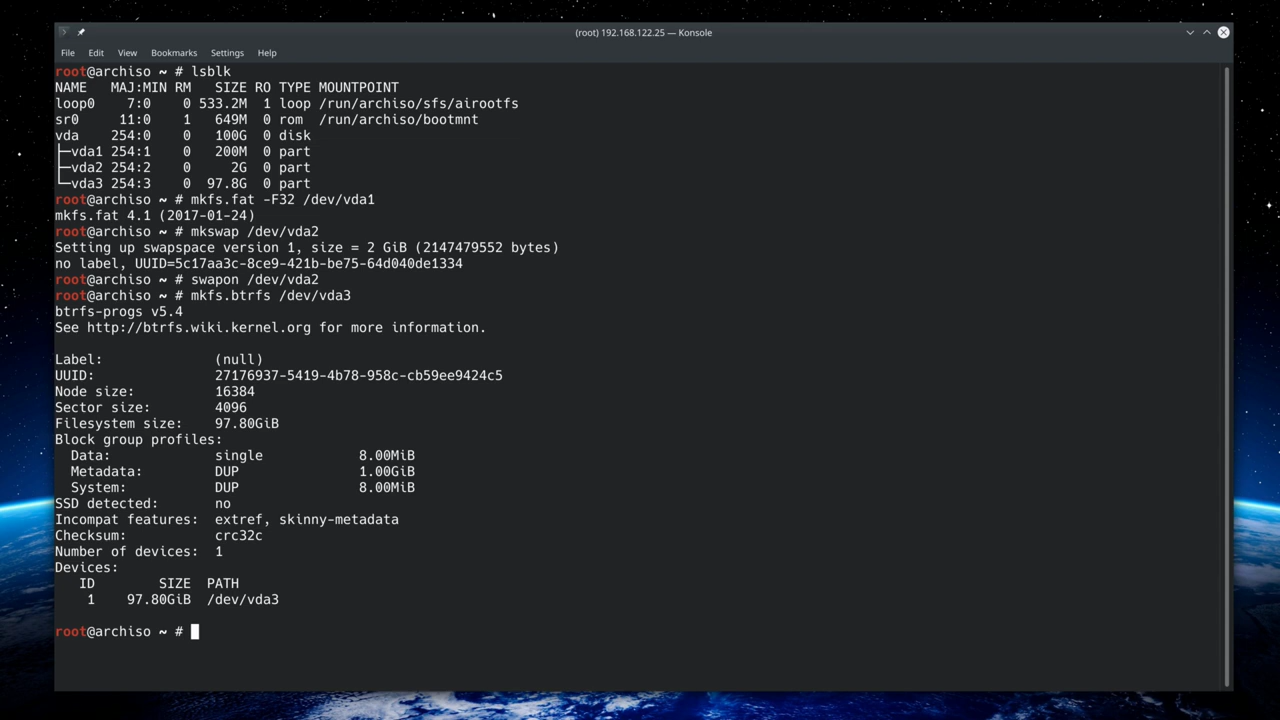 (root) 192.168.122.25 — Konsole
File Edit View Bookmarks Settings Help
root@archiso ~ # lsblk
NAME   MAJ:MIN RM   SIZE RO TYPE MOUNTPOINT
loop0    7:0    0 533.2M  1 loop /run/archiso/sfs/airootfs
sr0     11:0    1   649M  0 rom  /run/archiso/bootmnt
vda    254:0    0   100G  0 disk
├─vda1 254:1    0   200M  0 part
├─vda2 254:2    0     2G  0 part
└─vda3 254:3    0  97.8G  0 part
root@archiso ~ # mkfs.fat -F32 /dev/vda1
mkfs.fat 4.1 (2017-01-24)
root@archiso ~ # mkswap /dev/vda2
Setting up swapspace version 1, size = 2 GiB (2147479552 bytes)
no label, UUID=5c17aa3c-8ce9-421b-be75-64d040de1334
root@archiso ~ # swapon /dev/vda2
root@archiso ~ # mkfs.btrfs /dev/vda3
btrfs-progs v5.4
See http://btrfs.wiki.kernel.org for more information.
Label:              (null)
UUID:               27176937-5419-4b78-958c-cb59ee9424c5
Node size:          16384
Sector size:        4096
Filesystem size:    97.80GiB
Block group profiles:
  Data:             single            8.00MiB
  Metadata:         DUP               1.00GiB
  System:           DUP               8.00MiB
SSD detected:       no
Incompat features:  extref, skinny-metadata
Checksum:           crc32c
Number of devices:  1
Devices:
   ID        SIZE  PATH
    1    97.80GiB  /dev/vda3
root@archiso ~ #